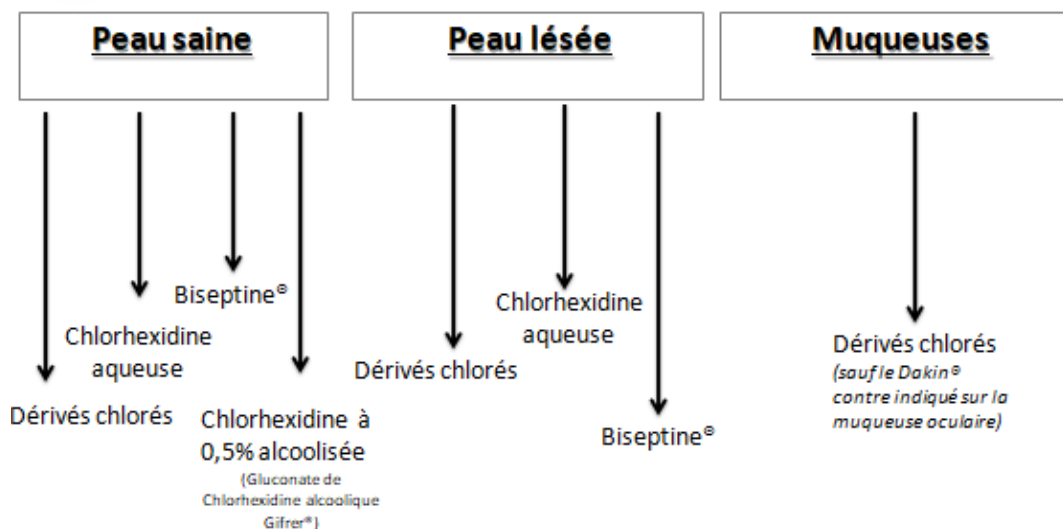 Peau saine
Peau lésée
Muqueuses
Biseptine®
Chlorhexidine
aqueuse
Dérivés chlorés
Chlorhexidine à
0,5% alcoolisée
(Gluconate de
Chlorhexidine alcoolique
Gifrer®)
Chlorhexidine
aqueuse
Dérivés chlorés
Biseptine®
Dérivés chlorés
(sauf le Dakin®
contre indiqué sur la
muqueuse oculaire)